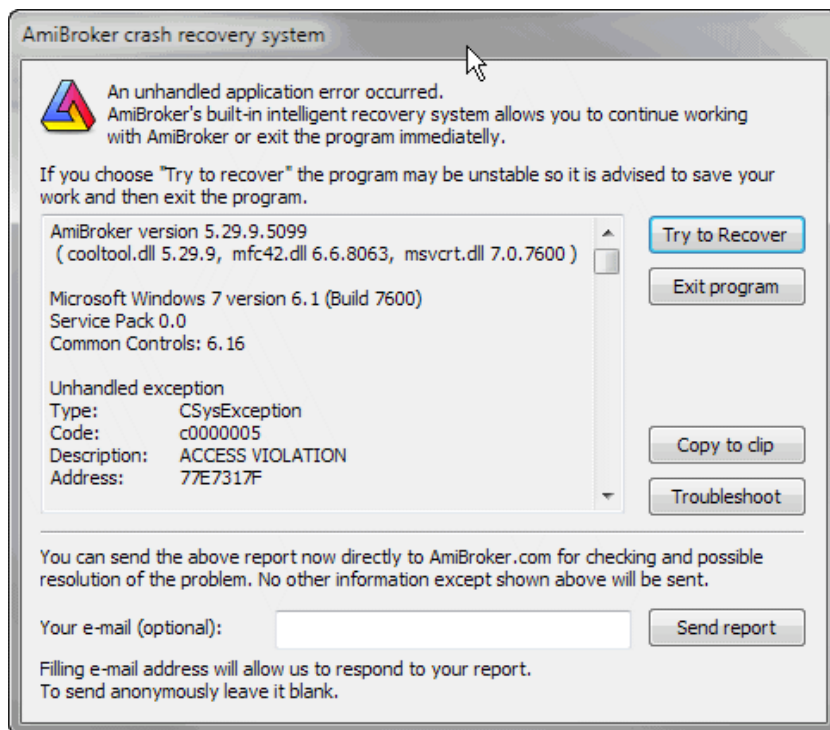 AmiBroker crash recovery system
An unhandled application error occurred.
AmiBroker's built-in intelligent recovery system allows you to continue working
with AmiBroker or exit the program immediatelly.
If you choose "Try to recover" the program may be unstable so it is advised to save your
work and then exit the program.
AmiBroker version 5.29.9.5099
( cooltool.dll 5.29.9, mfc42.dll 6.6.8063, msvcrt.dll 7.0.7600 )
Microsoft Windows 7 version 6.1 (Build 7600)
Service Pack 0.0
Common Controls: 6.16
Unhandled exception
Type: CSysException
Code: c0000005
Description: ACCESS VIOLATION
Address: 77E7317F
Try to Recover
Exit program
Copy to clip
Troubleshoot
You can send the above report now directly to AmiBroker.com for checking and possible
resolution of the problem. No other information except shown above will be sent.
Your e-mail (optional):
Send report
Filling e-mail address will allow us to respond to your report.
To send anonymously leave it blank.